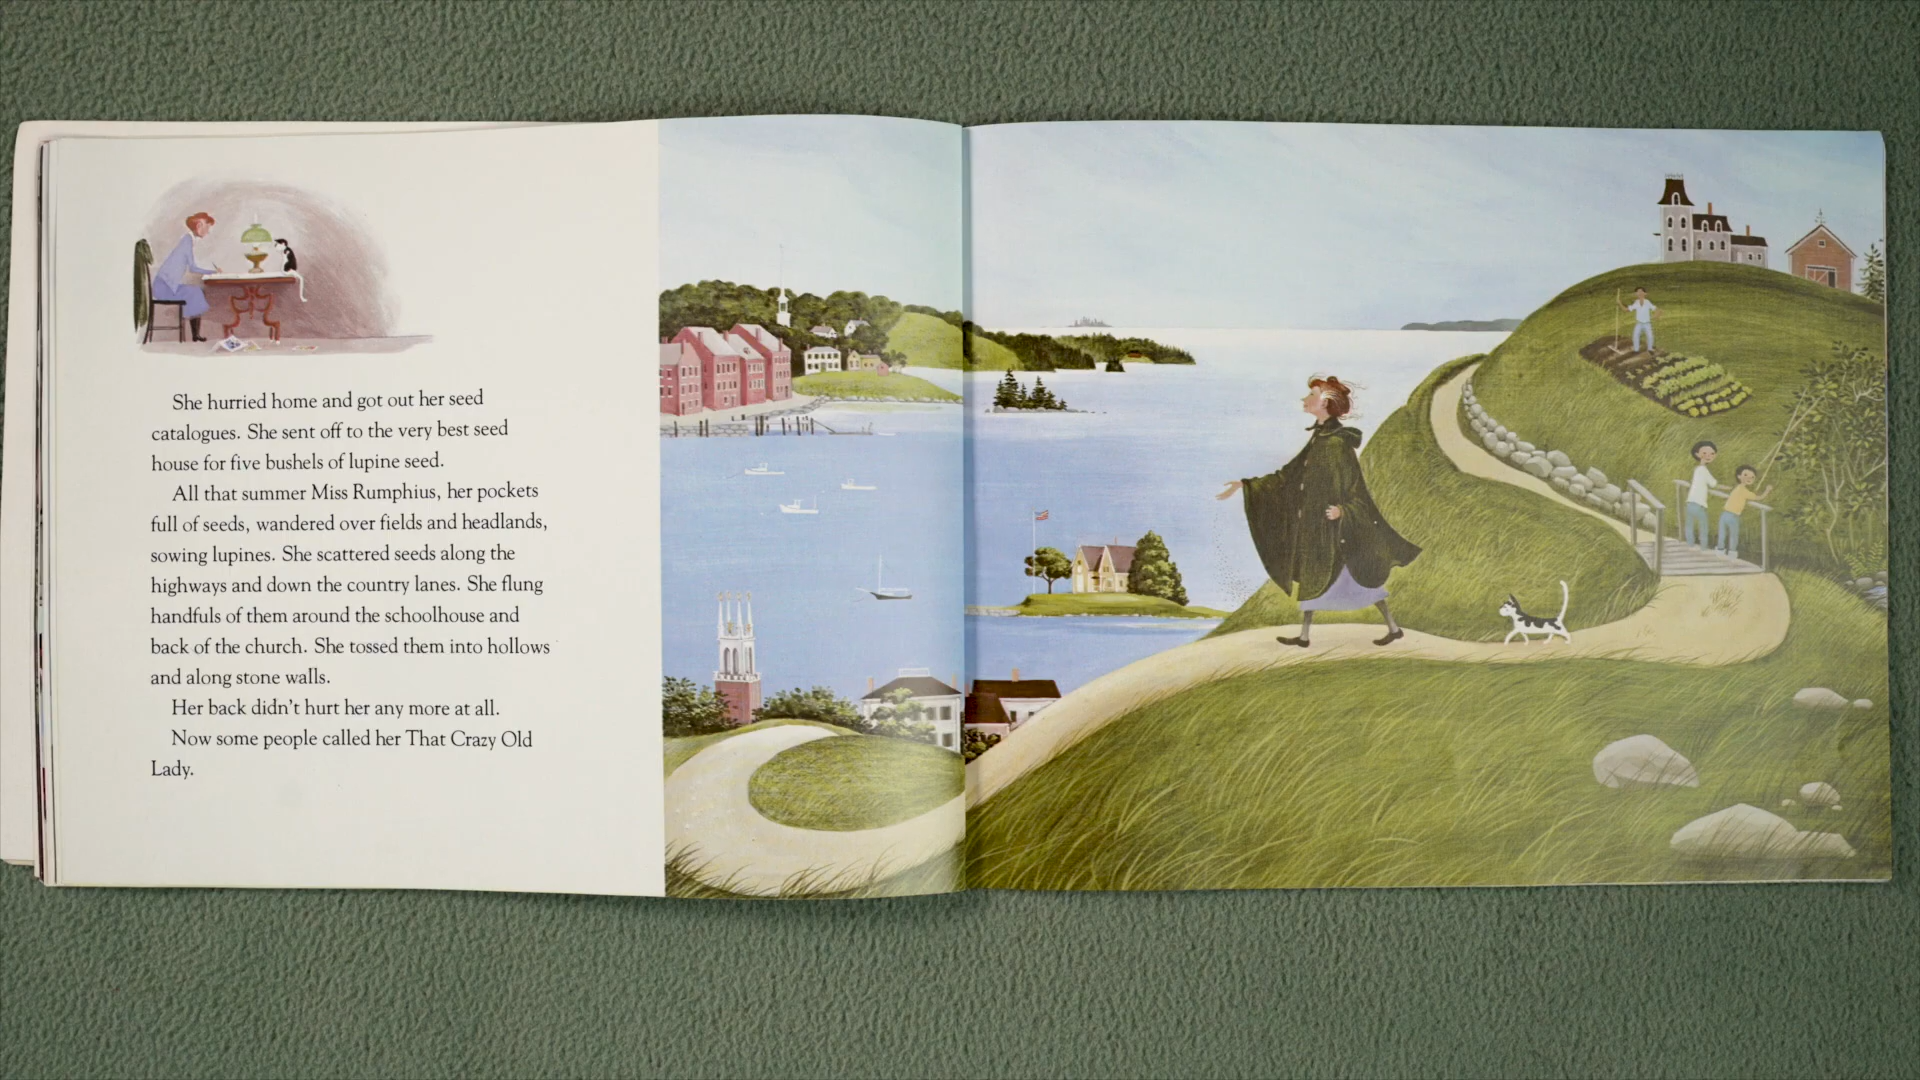 She hurried home and got out her seed
catalogues. She sent off to the very best seed
house for five bushels of lupine seed.
All that summer Miss Rumphius, her pockets
full of seeds, wandered over fields and headlands,
sowing lupines. She scattered seeds along the
highways and down the country lanes. She flung
handfuls of them around the schoolhouse and
back of the church. She tossed them into hollows
and along stone walls.
Her back didn't hurt her any more at all.
Now some people called her That Crazy Old
Lady.